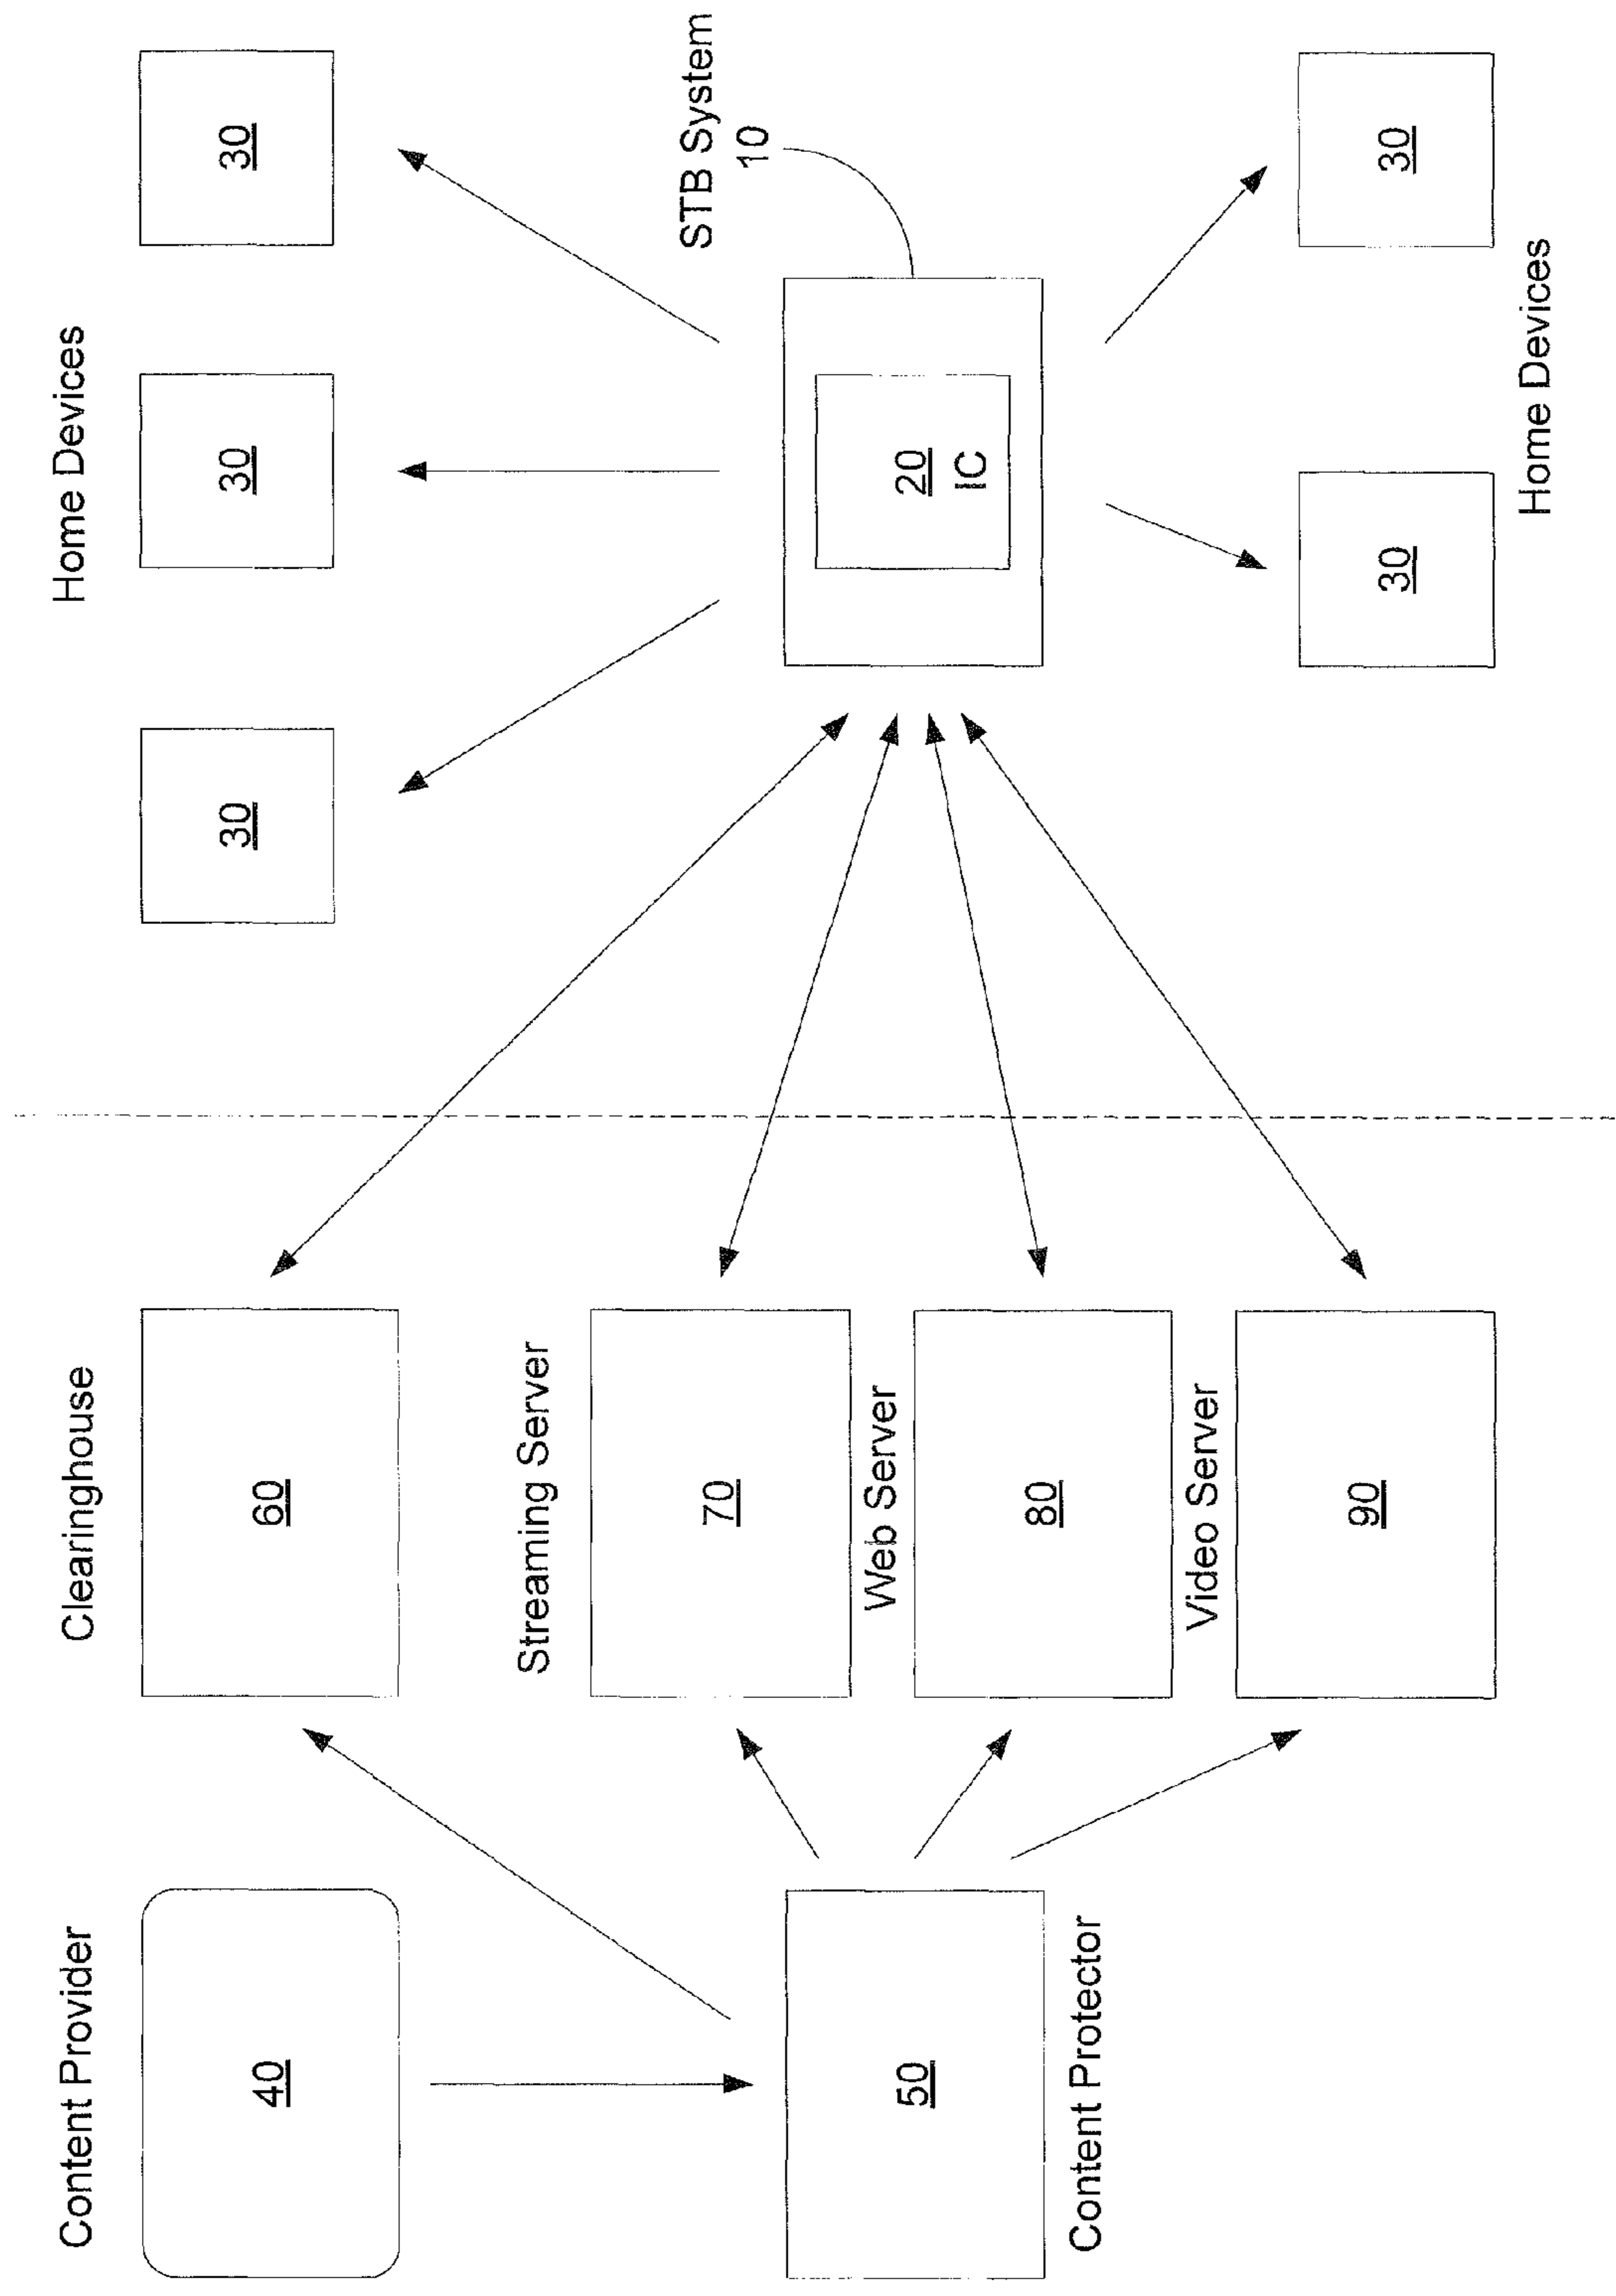 Content Provider
40
50
Content Protector
Clearinghouse
60
Streaming Server
70
Web Server
80
Video Server
90
Home Devices
30
30
30
STB System
10
20
IC
30
30
Home Devices